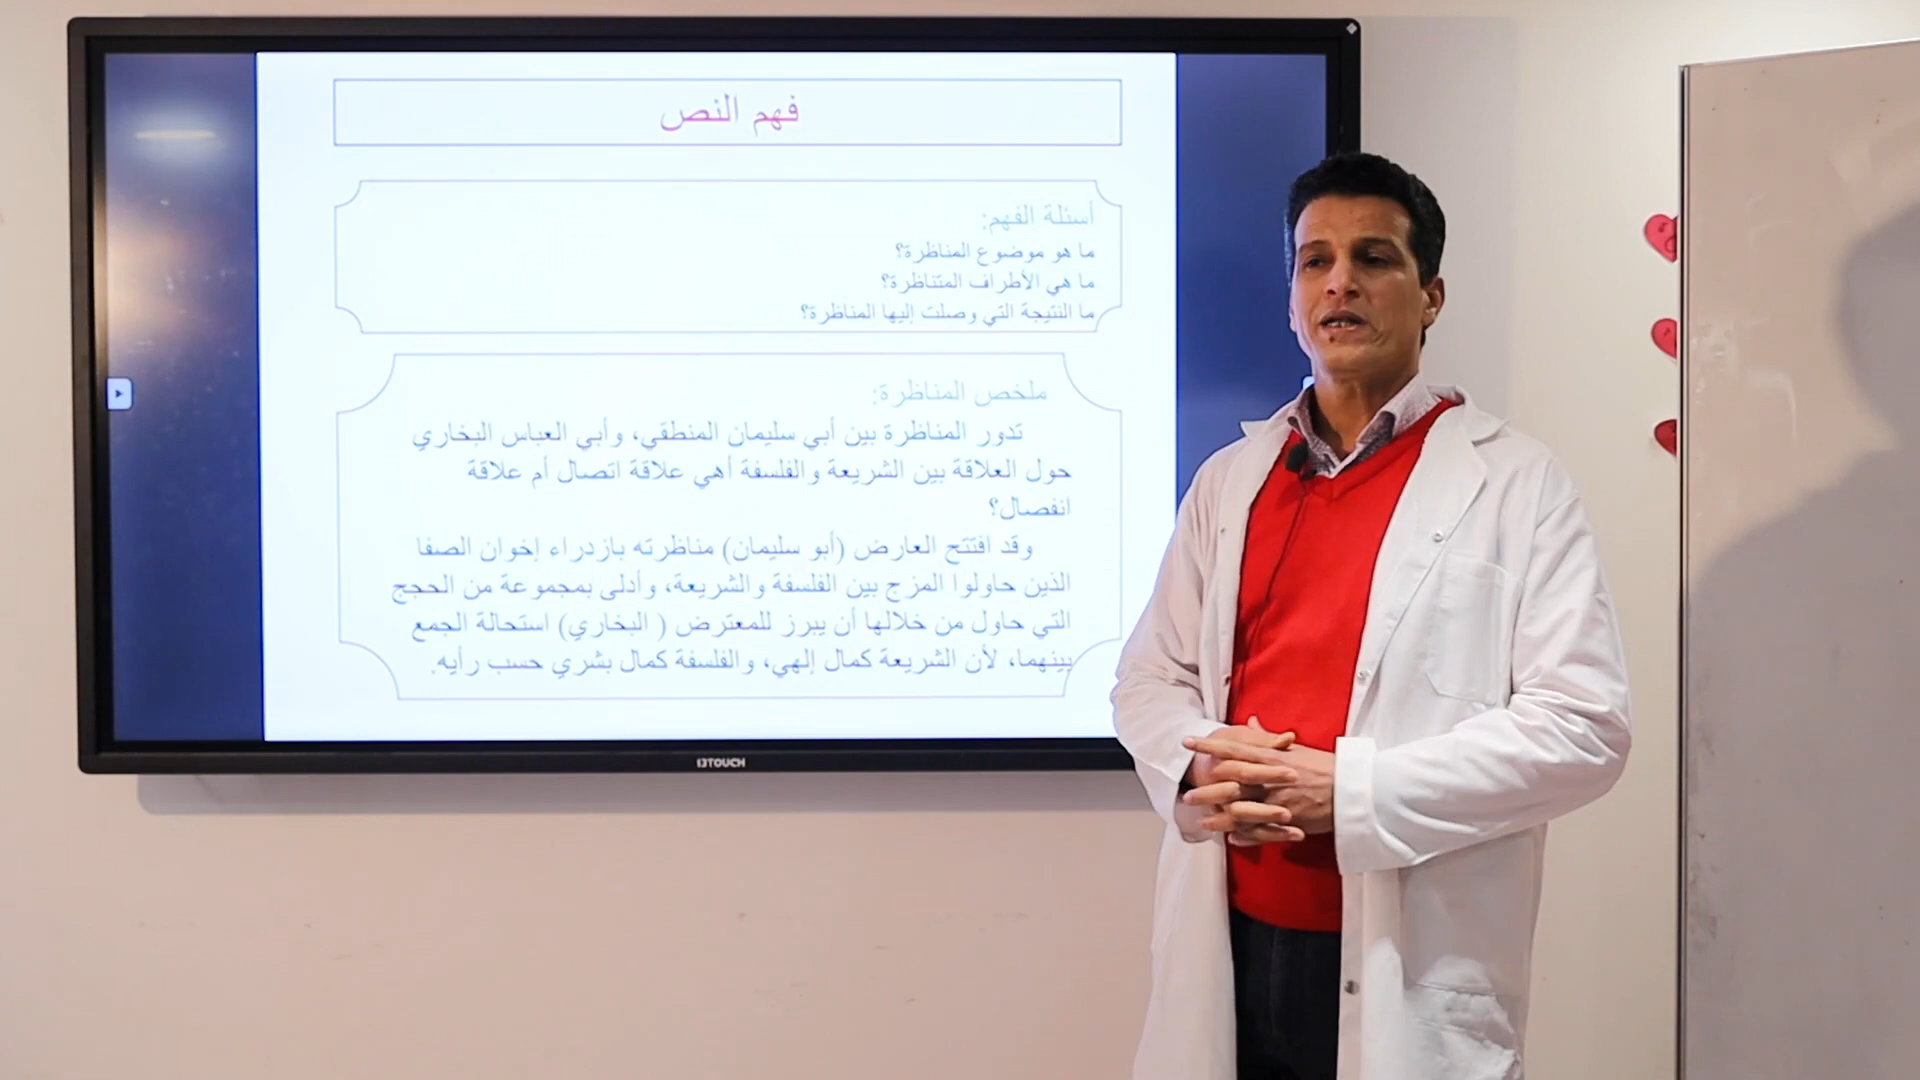 فهم النص
أسئلة الفهم:
ما هو موضوع المناظرة؟
ما هي الأطراف المتناظرة؟
ما النتيجة التي وصلت إليها المناظرة؟
ملخص المناظرة:
تدور المناظرة بين أبي سليمان المنطقي، وأبي العباس البخاري
حول العلاقة بين الشريعة والفلسفة أهي علاقة اتصال أم علاقة
انفصال؟
وقد افتتح العارض (أبو سليمان) مناظرته بازدراء إخوان الصفا
الذين حاولوا المزج بين الفلسفة والشريعة، وأدلى بمجموعة من الحجج
التي حاول من خلالها أن يبرز للمعترض ( البخاري) استحالة الجمع
بينهما، لأن الشريعة كمال إلهي، والفلسفة كمال بشري حسب رأيه.
i3TOUCH